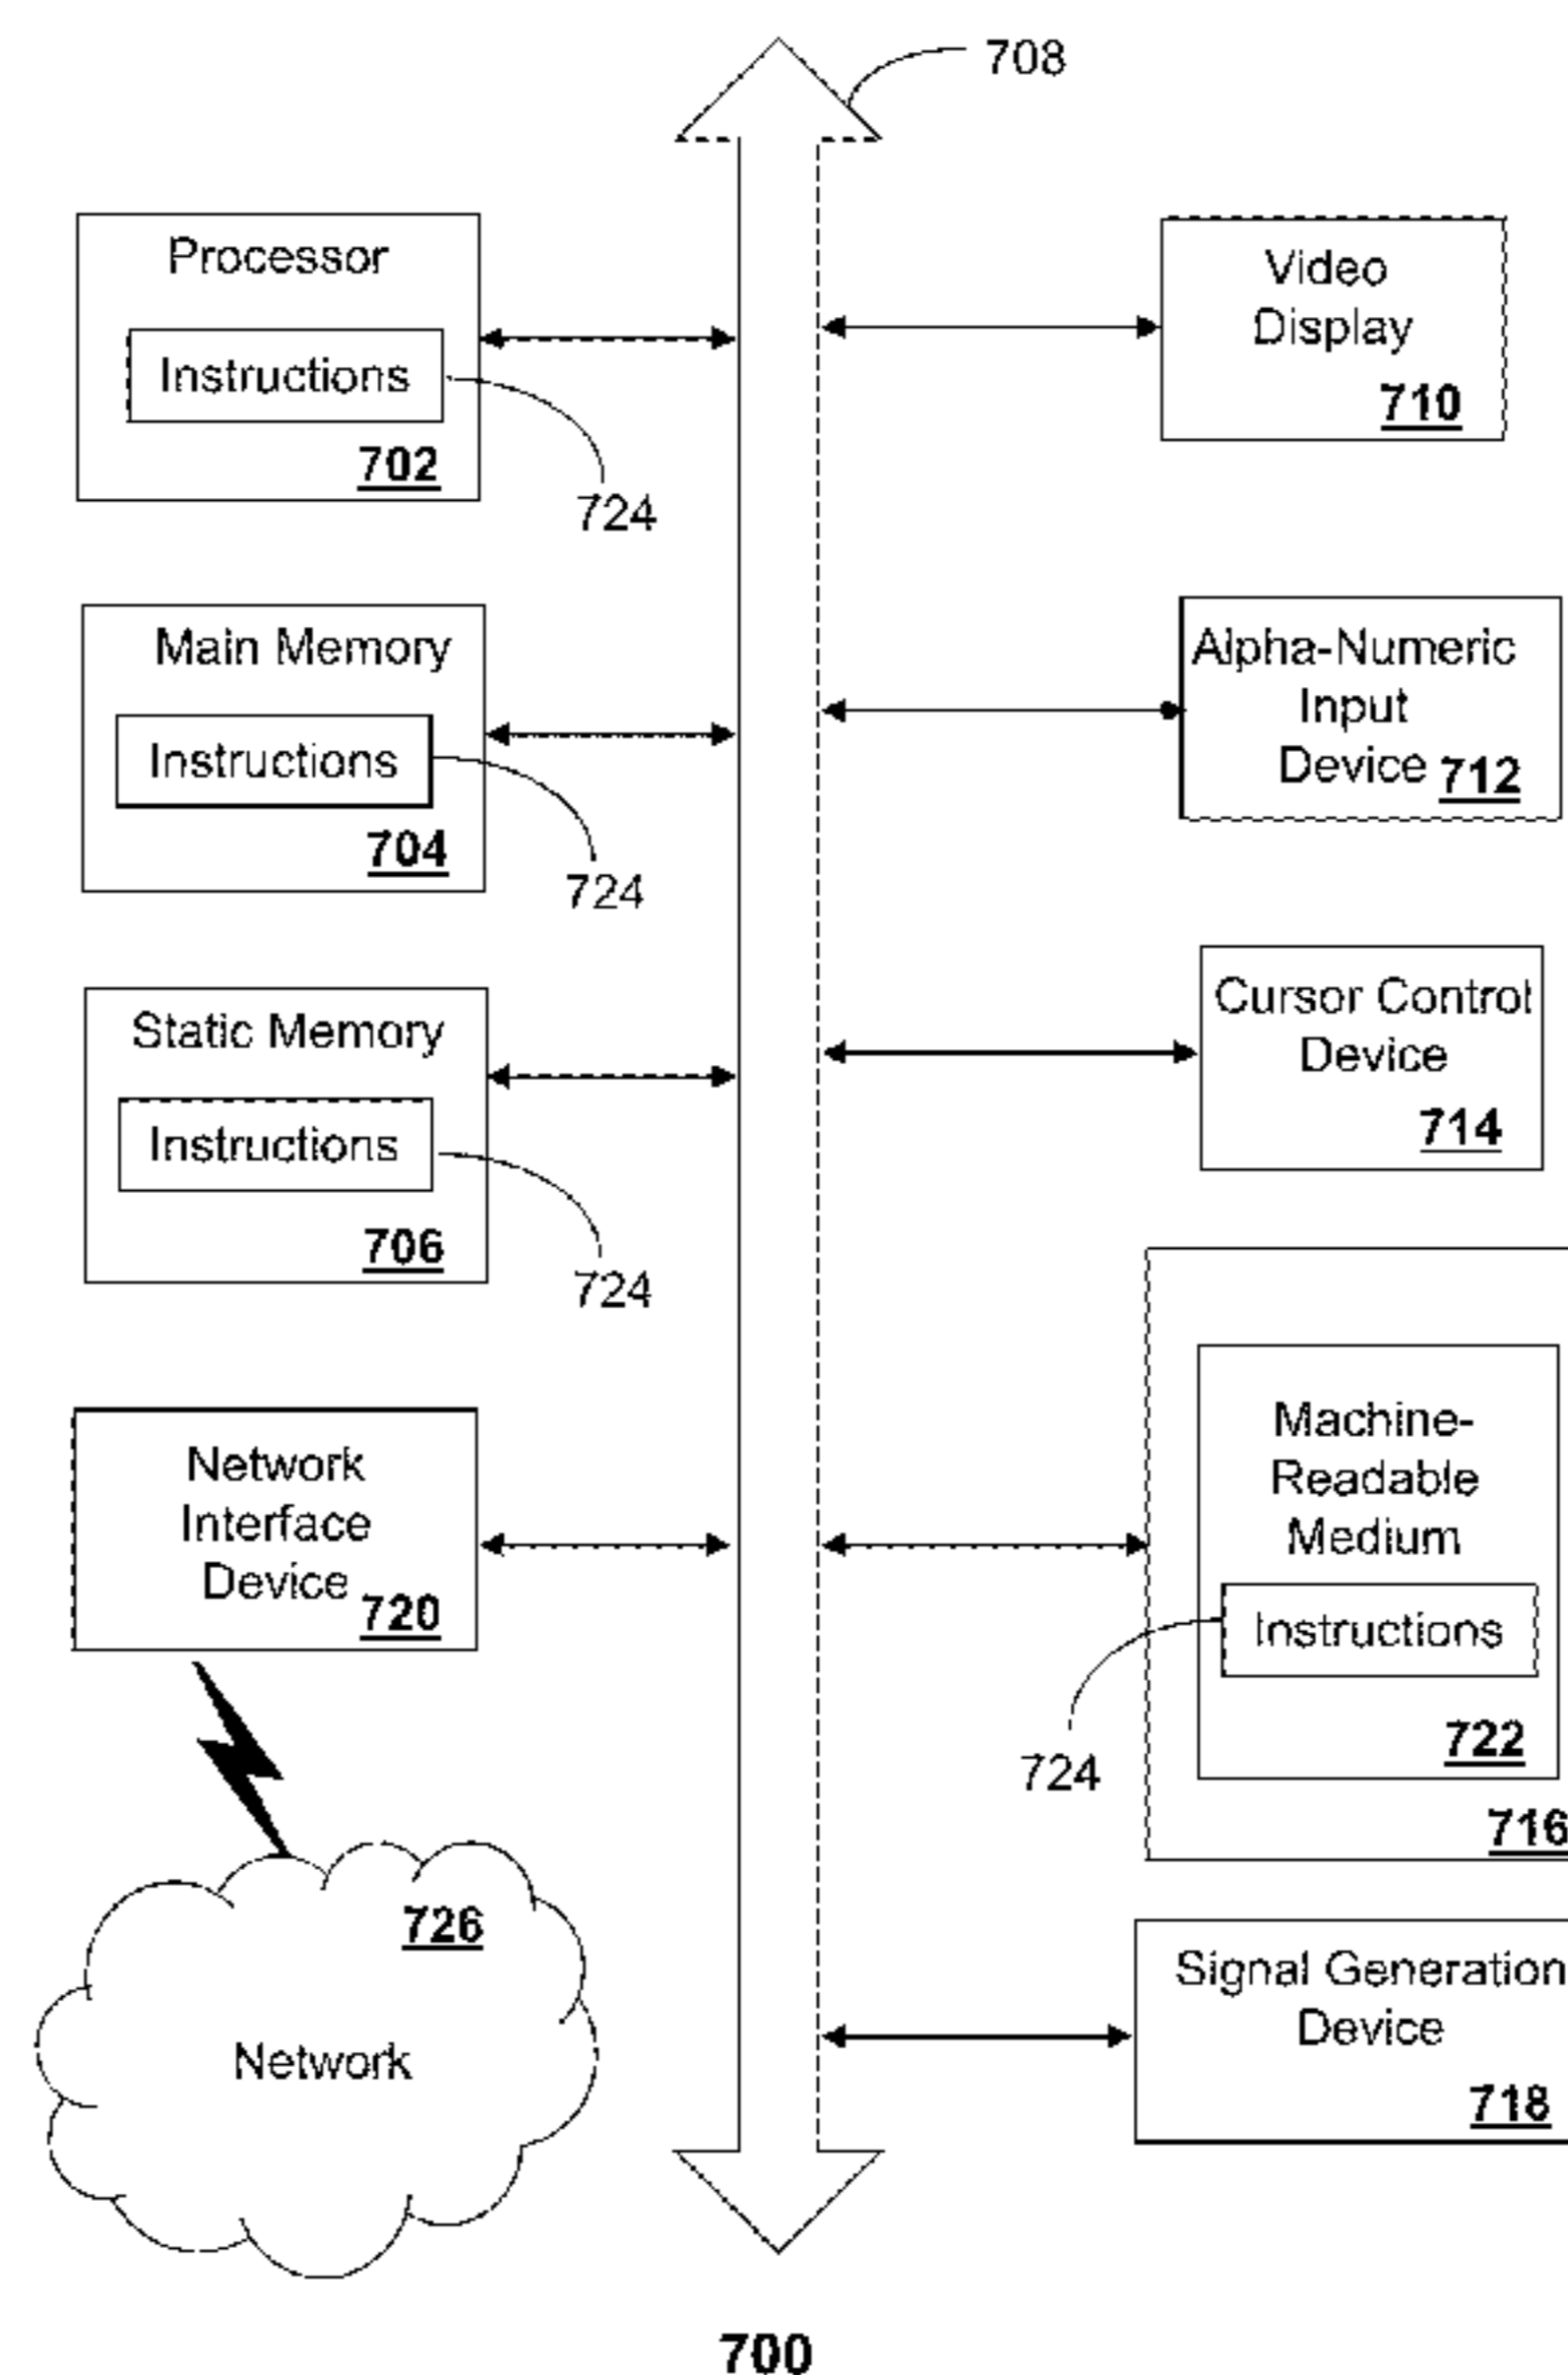 708
Processor
Instructions
702
724
Main Memory
Instructions
704
724
Static Memory
Instructions
706
724
Network
Interface
Device
720
726
Network
Video
Display
710
Alpha-Numeric
Input
Device 712
Cursor Control
Device
714
Machine-
Readable
Medium
Instructions
724
722
716
Signal Generation
Device
718
700